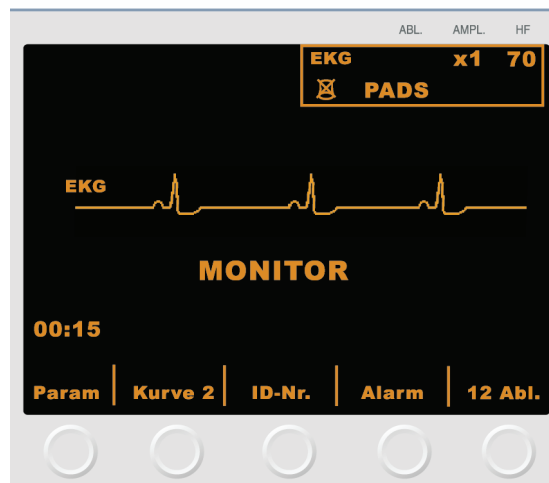 ABL. AMPL. HF
EKG x1 70
PADS
EKG
MONITOR
00:15
Param Kurve 2 ID-Nr. Alarm 12 Abl.